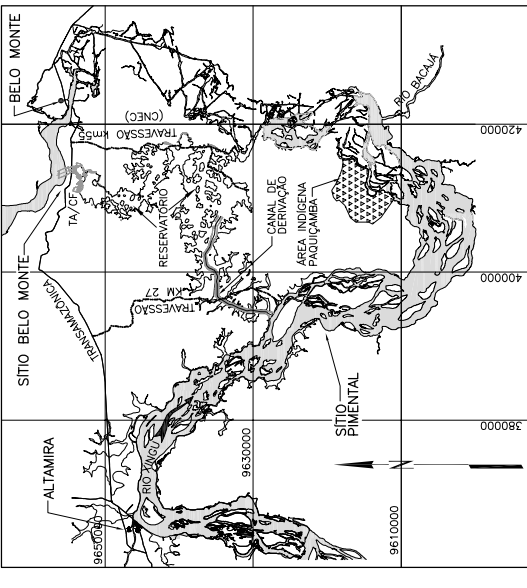 BELO MONTE
TRAVESSÃO km55
(CNEC)
RIO BACAJÁ
420000
TA/CF
RESERVATÓRIO
CANAL DE
DERIVAÇÃO
ÁREA INDÍGENA
PAQUIÇAMBA
SÍTIO BELO MONTE
TRANSAMAZÔNICA
TRAVESSÃO
KM 27
400000
SÍTIO
PIMENTAL
380000
ALTAMIRA
RIO XINGU
9650000
9630000
9610000
N